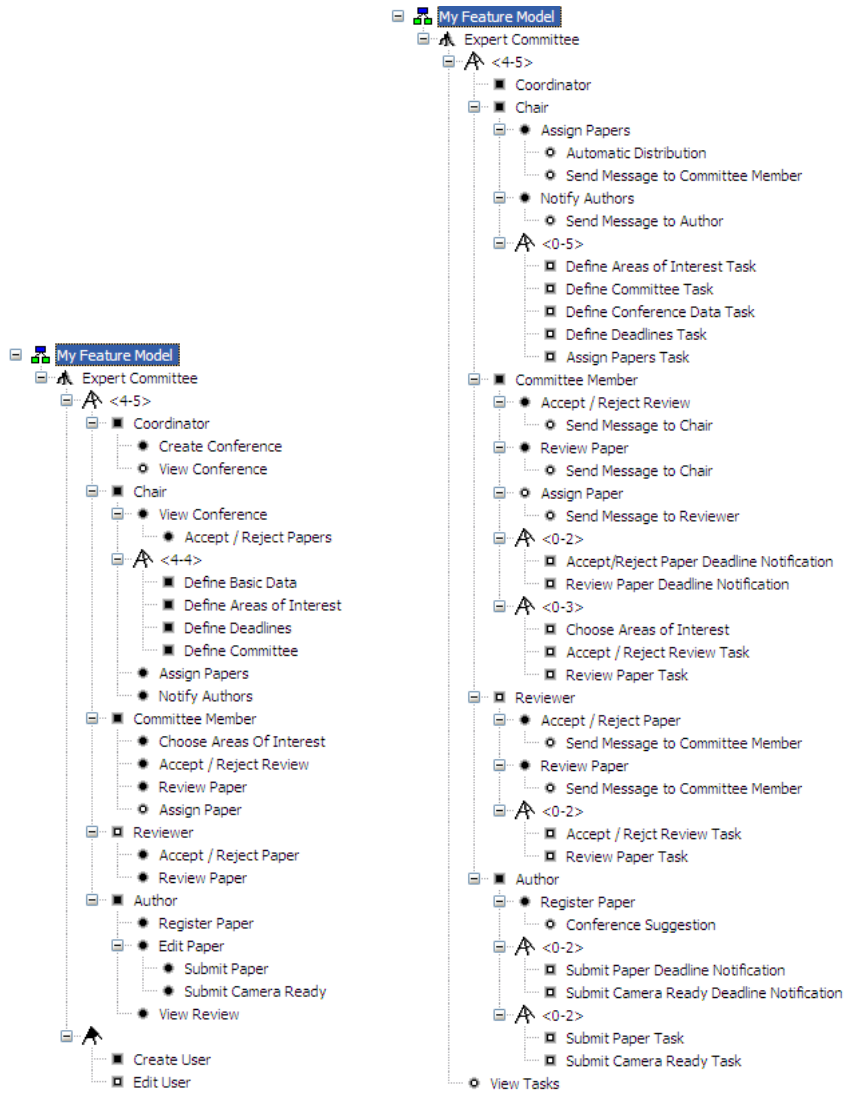 My Feature Model
Expert Committee
<4-5>
Coordinator
Create Conference
View Conference
Chair
View Conference
Accept / Reject Papers
<4-4>
Define Basic Data
Define Areas of Interest
Define Deadlines
Define Committee
Assign Papers
Notify Authors
Committee Member
Choose Areas Of Interest
Accept / Reject Review
Review Paper
Assign Paper
Reviewer
Accept / Reject Paper
Review Paper
Author
Register Paper
Edit Paper
Submit Paper
Submit Camera Ready
View Review
Create User
Edit User
My Feature Model
Expert Committee
<4-5>
Coordinator
Chair
Assign Papers
Automatic Distribution
Send Message to Committee Member
Notify Authors
Send Message to Author
<0-5>
Define Areas of Interest Task
Define Committee Task
Define Conference Data Task
Define Deadlines Task
Assign Papers Task
Committee Member
Accept / Reject Review
Send Message to Chair
Review Paper
Send Message to Chair
Assign Paper
Send Message to Reviewer
<0-2>
Accept/Reject Paper Deadline Notification
Review Paper Deadline Notification
<0-3>
Choose Areas of Interest
Accept / Reject Review Task
Review Paper Task
Reviewer
Accept / Reject Paper
Send Message to Committee Member
Review Paper
Send Message to Committee Member
<0-2>
Accept / Rejct Review Task
Review Paper Task
Author
Register Paper
Conference Suggestion
<0-2>
Submit Paper Deadline Notification
Submit Camera Ready Deadline Notification
<0-2>
Submit Paper Task
Submit Camera Ready Task
View Tasks